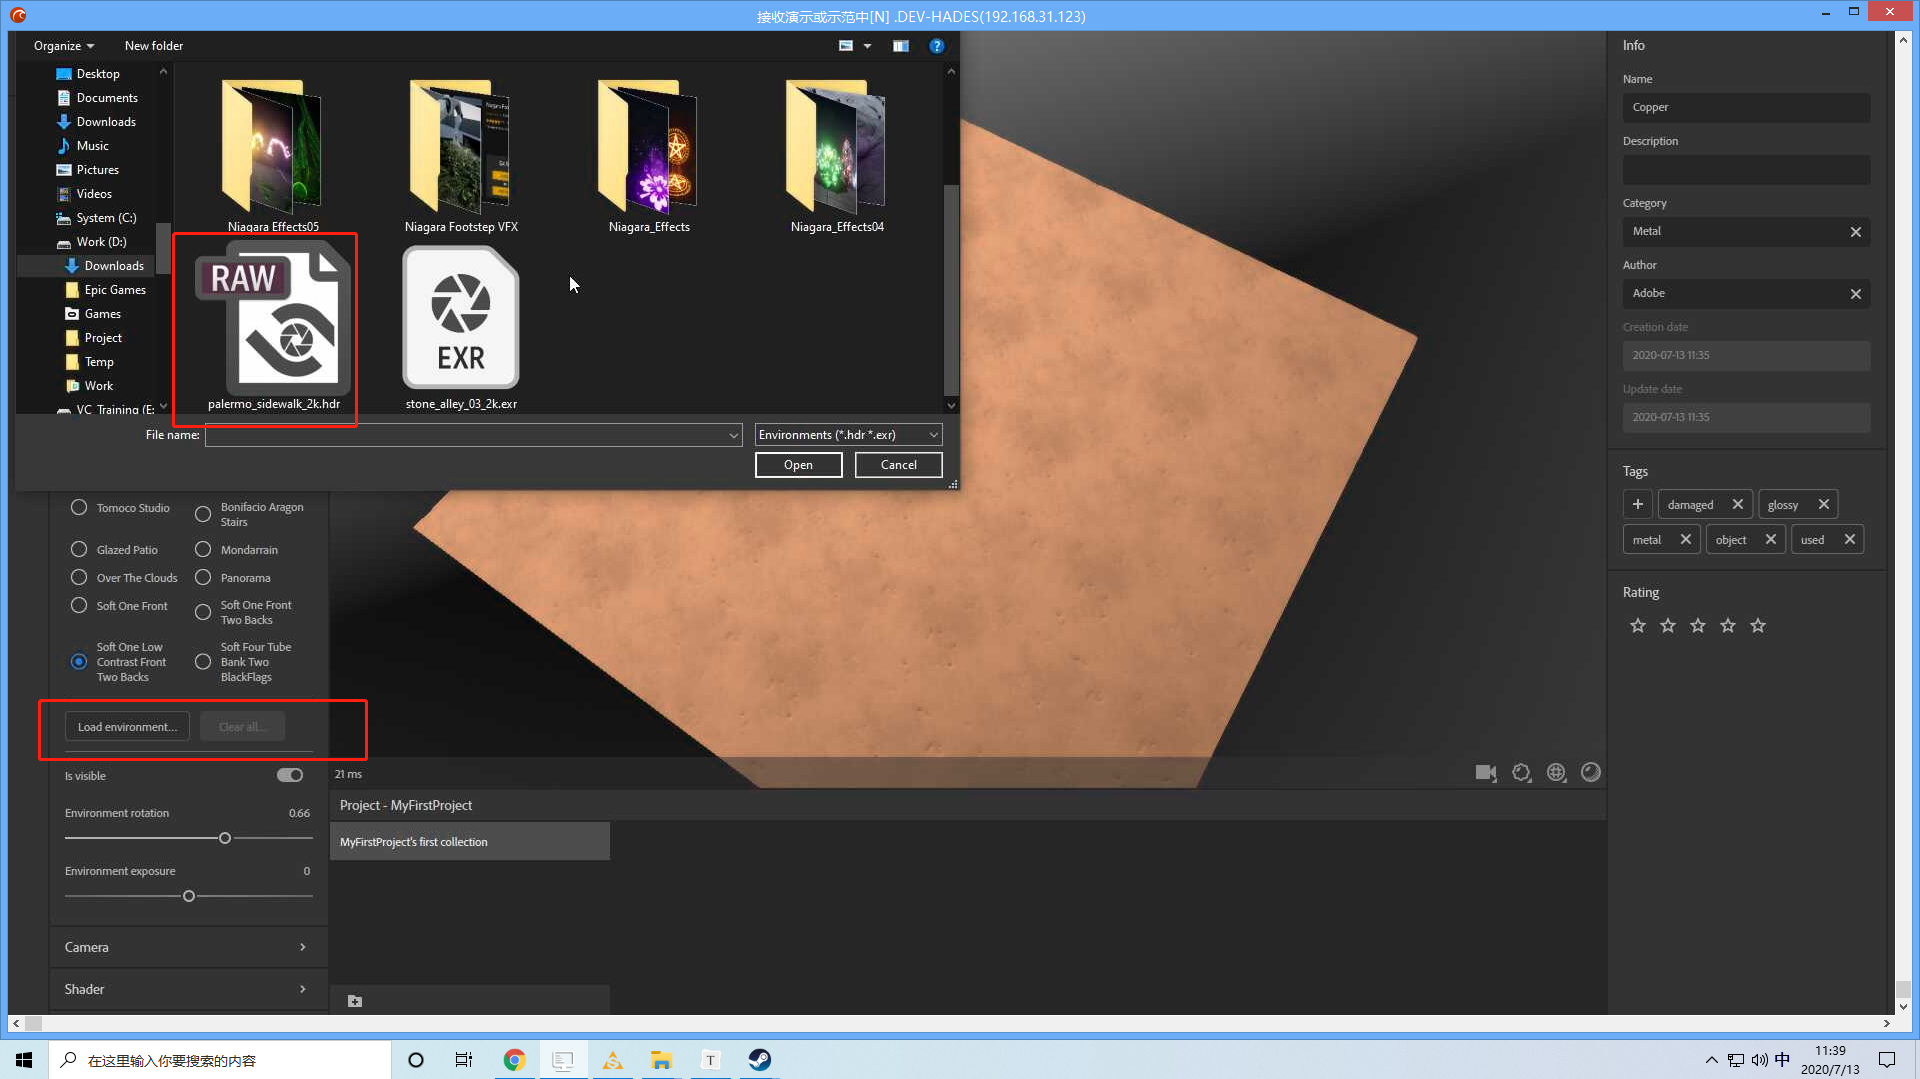 接收演示或示范中[N] .DEV-HADES(192.168.31.123)
Organize
New folder
Desktop
Documents
Downloads
Music
Pictures
Videos
System (C:)
Work (D:)
Downloads
Epic Games
Games
Project
Temp
Work
VC_Training (E:
Niagara Effects05
Niagara Footstep VFX
Niagara_Effects
Niagara_Effects04
RAW
palermo_sidewalk_2k.hdr
EXR
stone_alley_03_2k.exr
File name:
Environments (*.hdr *.exr)
Open
Cancel
Tomoco Studio
Bonifacio Aragon
Stairs
Glazed Patio
Mondarrain
Over The Clouds
Panorama
Soft One Front
Soft One Front
Two Backs
Soft One Low
Contrast Front
Two Backs
Soft Four Tube
Bank Two
BlackFlags
Load environment...
Clear all...
Is visible
Environment rotation
0.66
Environment exposure
0
Camera
Shader
21 ms
Project - MyFirstProject
MyFirstProject's first collection
Info
Name
Copper
Description
Category
Metal
Author
Adobe
Creation date
2020-07-13 11:35
Update date
2020-07-13 11:35
Tags
damaged
glossy
metal
object
used
Rating
在这里输入你要搜索的内容
T
中
11:39
2020/7/13